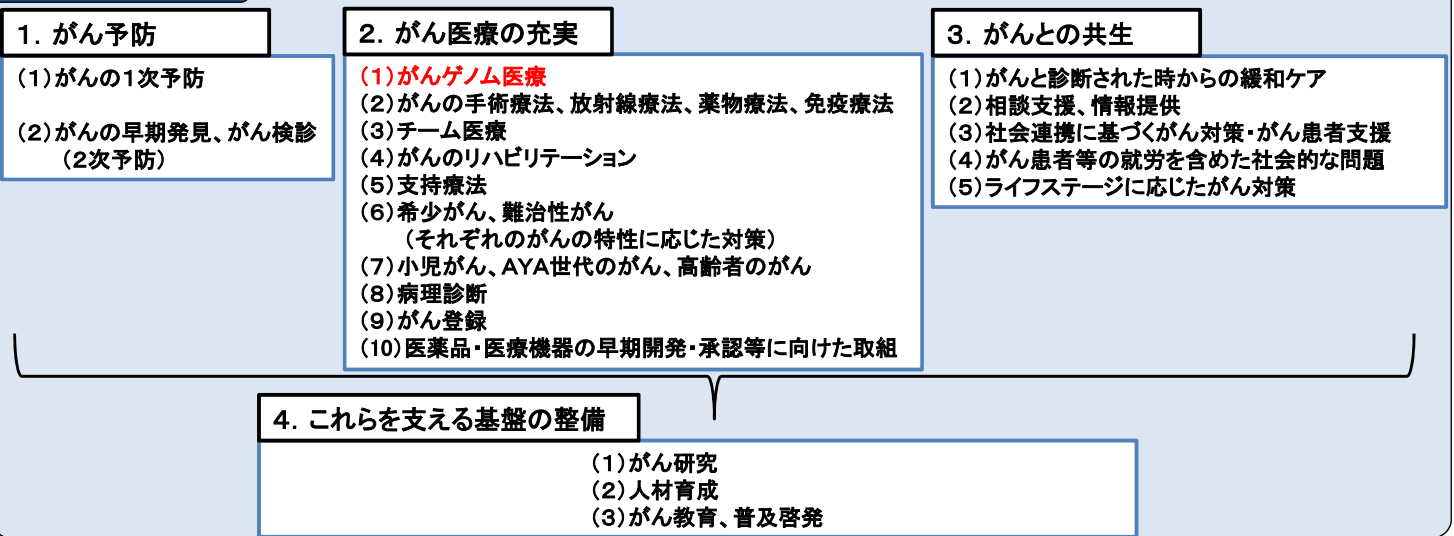 1．がん予防
（1）がんの1次予防
（2）がんの早期発見、がん検診
（2次予防）
2．がん医療の充実
（1）がんゲノム医療
（2）がんの手術療法、放射線療法、薬物療法、免疫療法
（3）チーム医療
（4）がんのリハビリテーション
（5）支持療法
（6）希少がん、難治性がん
（それぞれのがんの特性に応じた対策）
（7）小児がん、AYA世代のがん、高齢者のがん
（8）病理診断
（9）がん登録
（10）医薬品・医療機器の早期開発・承認等に向けた取組
3．がんとの共生
（1）がんと診断された時からの緩和ケア
（2）相談支援、情報提供
（3）社会連携に基づくがん対策・がん患者支援
（4）がん患者等の就労を含めた社会的な問題
（5）ライフステージに応じたがん対策
4．これらを支える基盤の整備
（1）がん研究
（2）人材育成
（3）がん教育、普及啓発